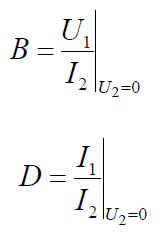 B = U₁/I₂|U₂=0
D = I₁/I₂|U₂=0